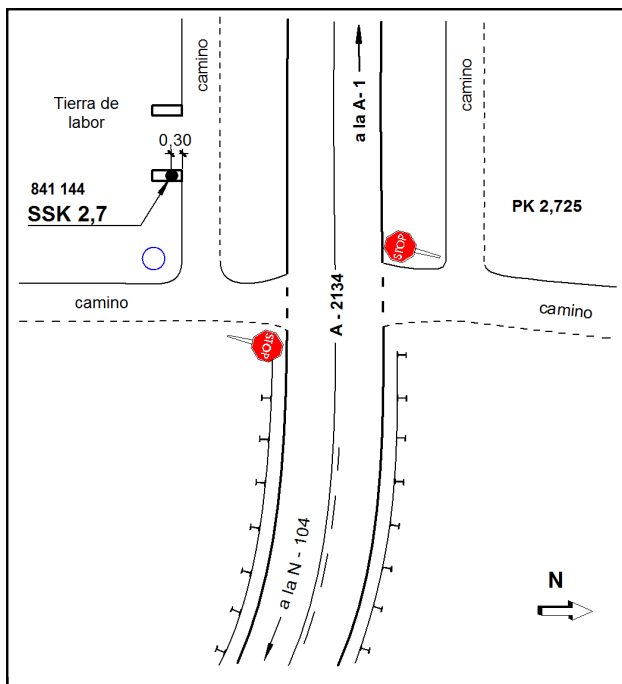 camino
a la A- 1
camino
Tierra de
labor
0,30
841 144
SSK 2,7
PK 2,725
STOP
camino
A - 2134
camino
STOP
a la N - 104
N